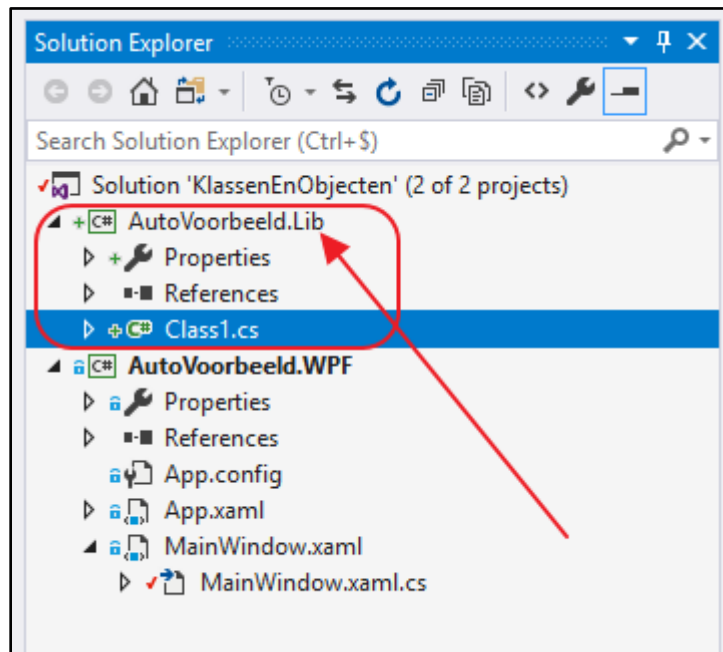 Solution Explorer
Search Solution Explorer (Ctrl+$)
Solution 'KlassenEnObjecten' (2 of 2 projects)
C# AutoVoorbeeld.Lib
Properties
References
C# Class1.cs
C# AutoVoorbeeld.WPF
Properties
References
App.config
App.xaml
MainWindow.xaml
MainWindow.xaml.cs